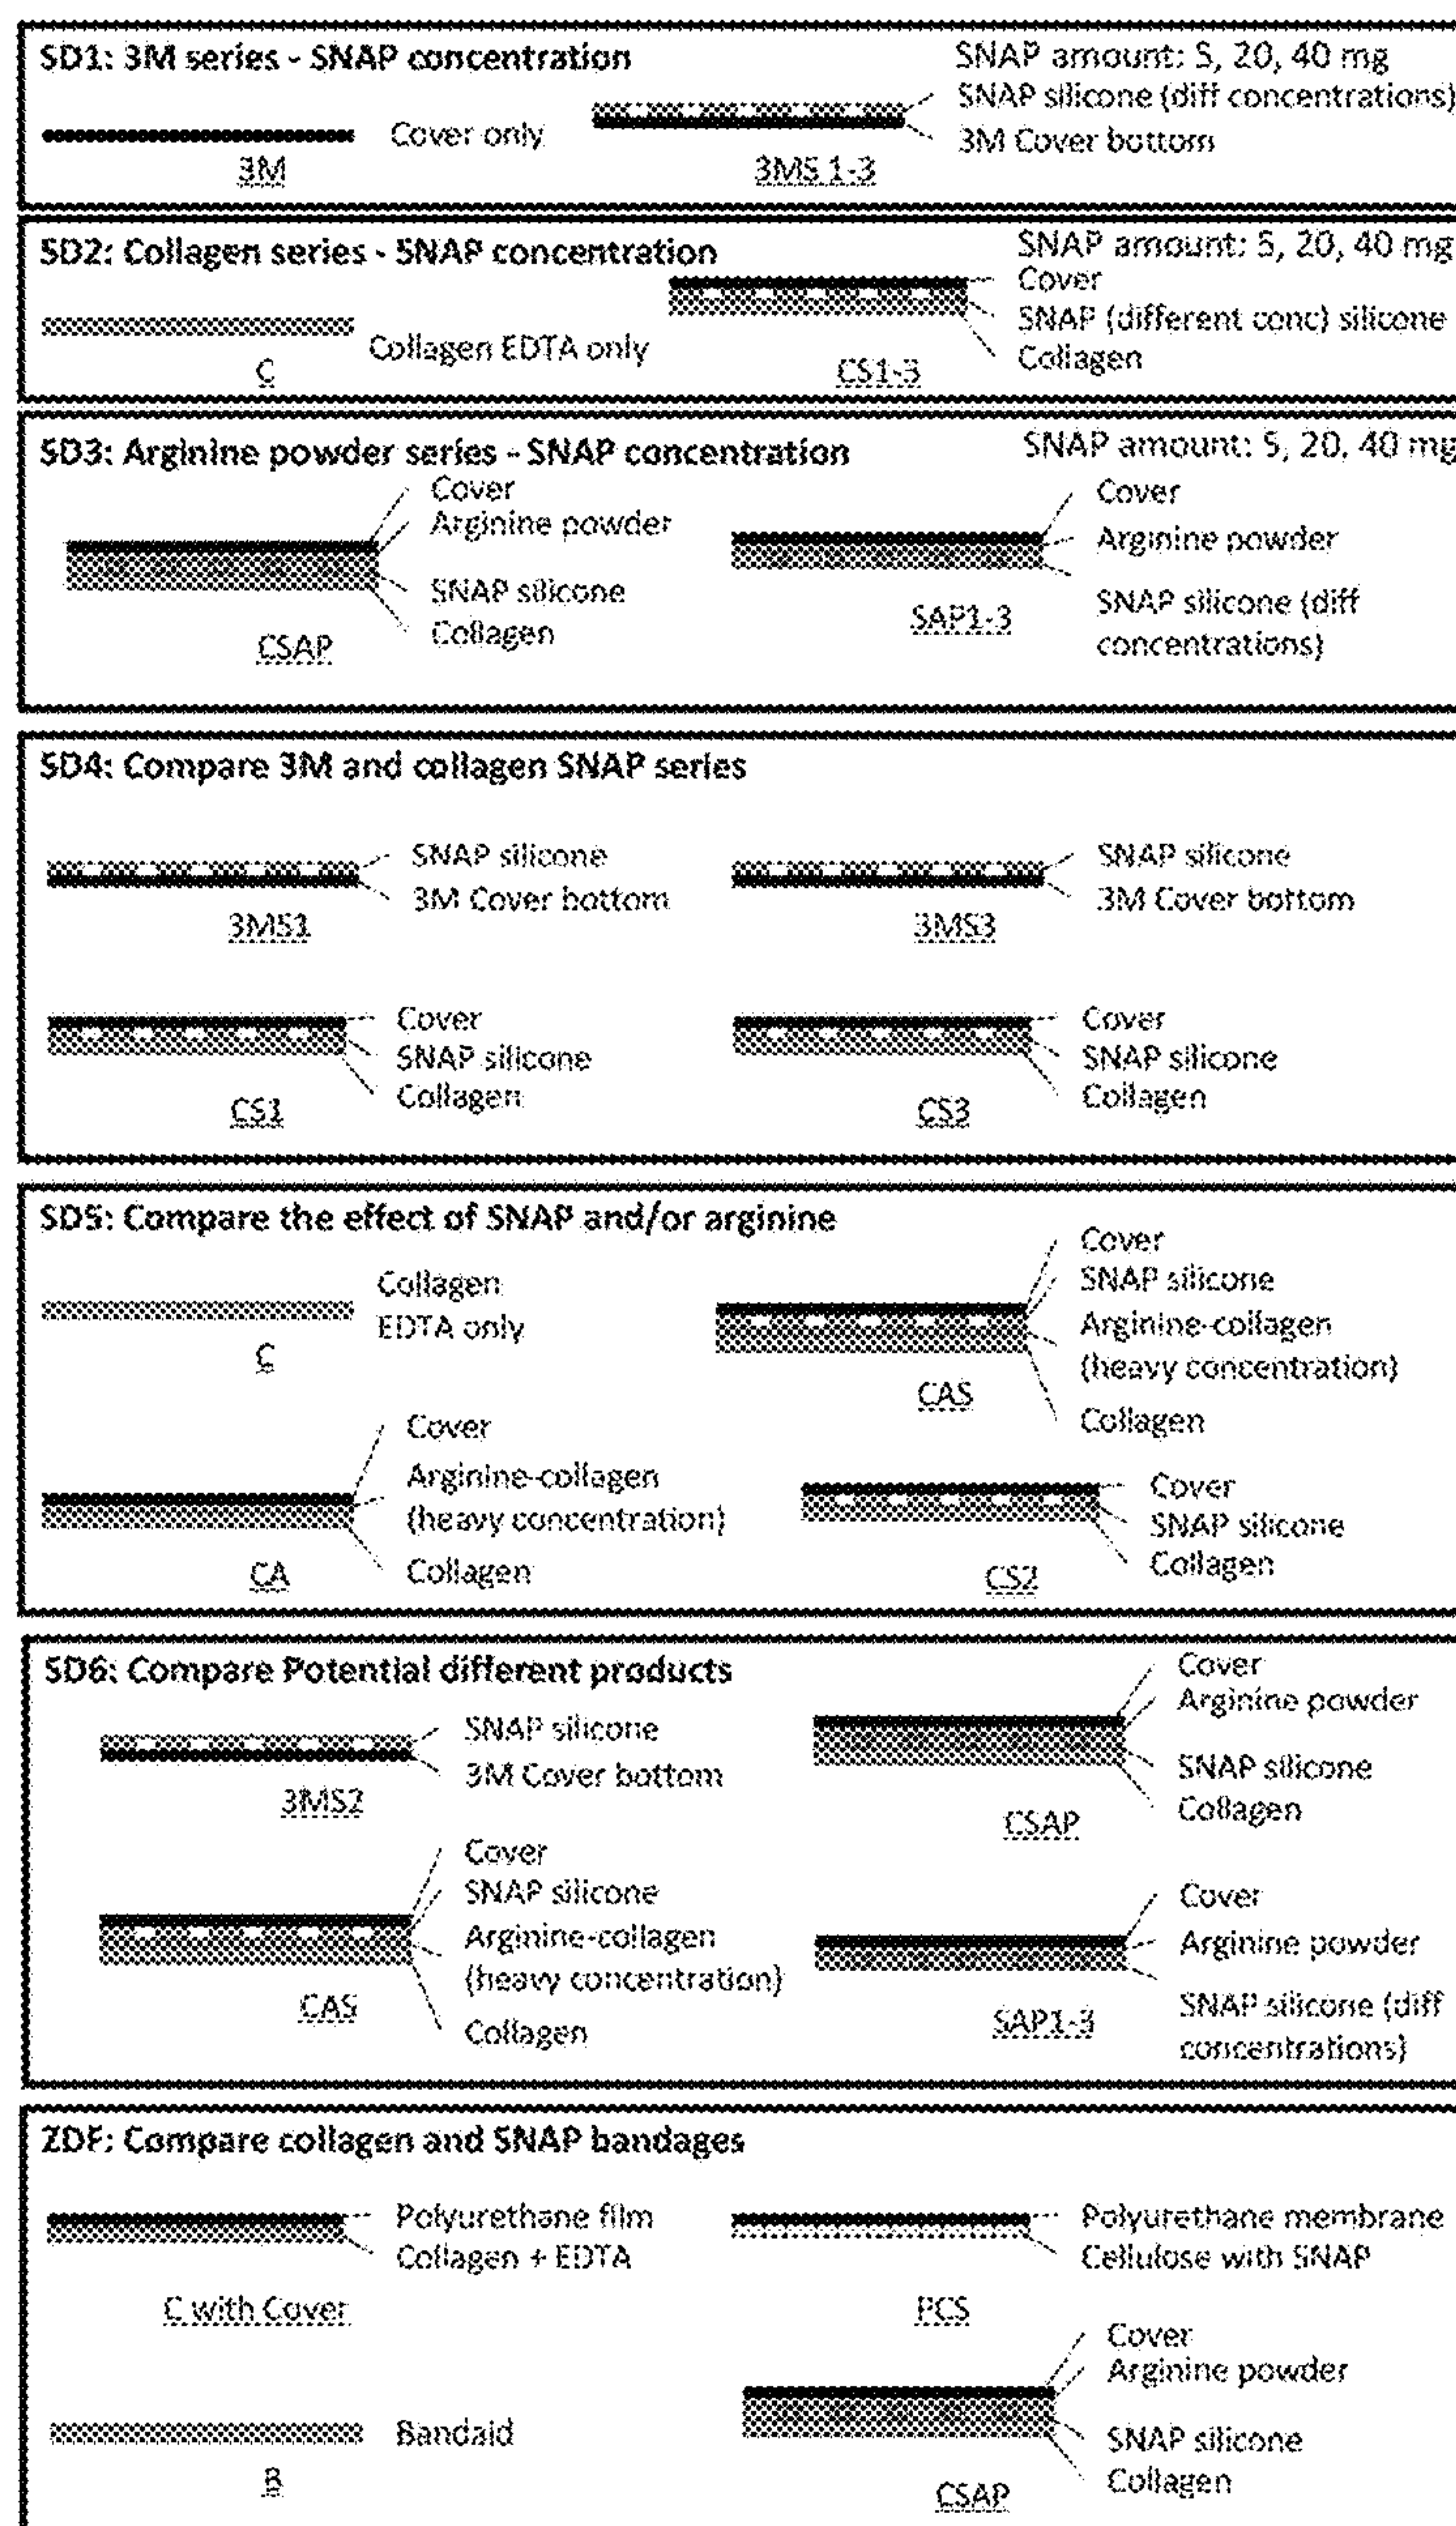 SD1: 3M series - SNAP concentration
SNAP amount: 5, 20, 40 mg
SNAP silicone (diff concentrations)
Cover only
3M Cover bottom
3M
3MS 1-3
SD2: Collagen series - SNAP concentration
SNAP amount: 5, 20, 40 mg
Cover
SNAP (different conc) silicone
Collagen EDTA only
Collagen
C
CS1-3
SD3: Arginine powder series - SNAP concentration
SNAP amount: 5, 20, 40 mg
Cover
Arginine powder
SNAP silicone
Collagen
CSAP
Cover
Arginine powder
SNAP silicone (diff
concentrations)
SAP1-3
SD4: Compare 3M and collagen SNAP series
SNAP silicone
3M Cover bottom
3MS1
SNAP silicone
3M Cover bottom
3MS3
Cover
SNAP silicone
Collagen
CS1
Cover
SNAP silicone
Collagen
CS3
SD5: Compare the effect of SNAP and/or arginine
Collagen
EDTA only
C
Cover
SNAP silicone
Arginine-collagen
(heavy concentration)
Collagen
CAS
Cover
Arginine-collagen
(heavy concentration)
Collagen
CA
Cover
SNAP silicone
Collagen
CS2
SD6: Compare Potential different products
SNAP silicone
3M Cover bottom
3MS2
Cover
Arginine powder
SNAP silicone
Collagen
CSAP
Cover
SNAP silicone
Arginine-collagen
(heavy concentration)
Collagen
CAS
Cover
Arginine powder
SNAP silicone (diff
concentrations)
SAP1-3
ZDF: Compare collagen and SNAP bandages
Polyurethane film
Collagen + EDTA
C with Cover
Polyurethane membrane
Cellulose with SNAP
PCS
Bandaid
B
Cover
Arginine powder
SNAP silicone
Collagen
CSAP